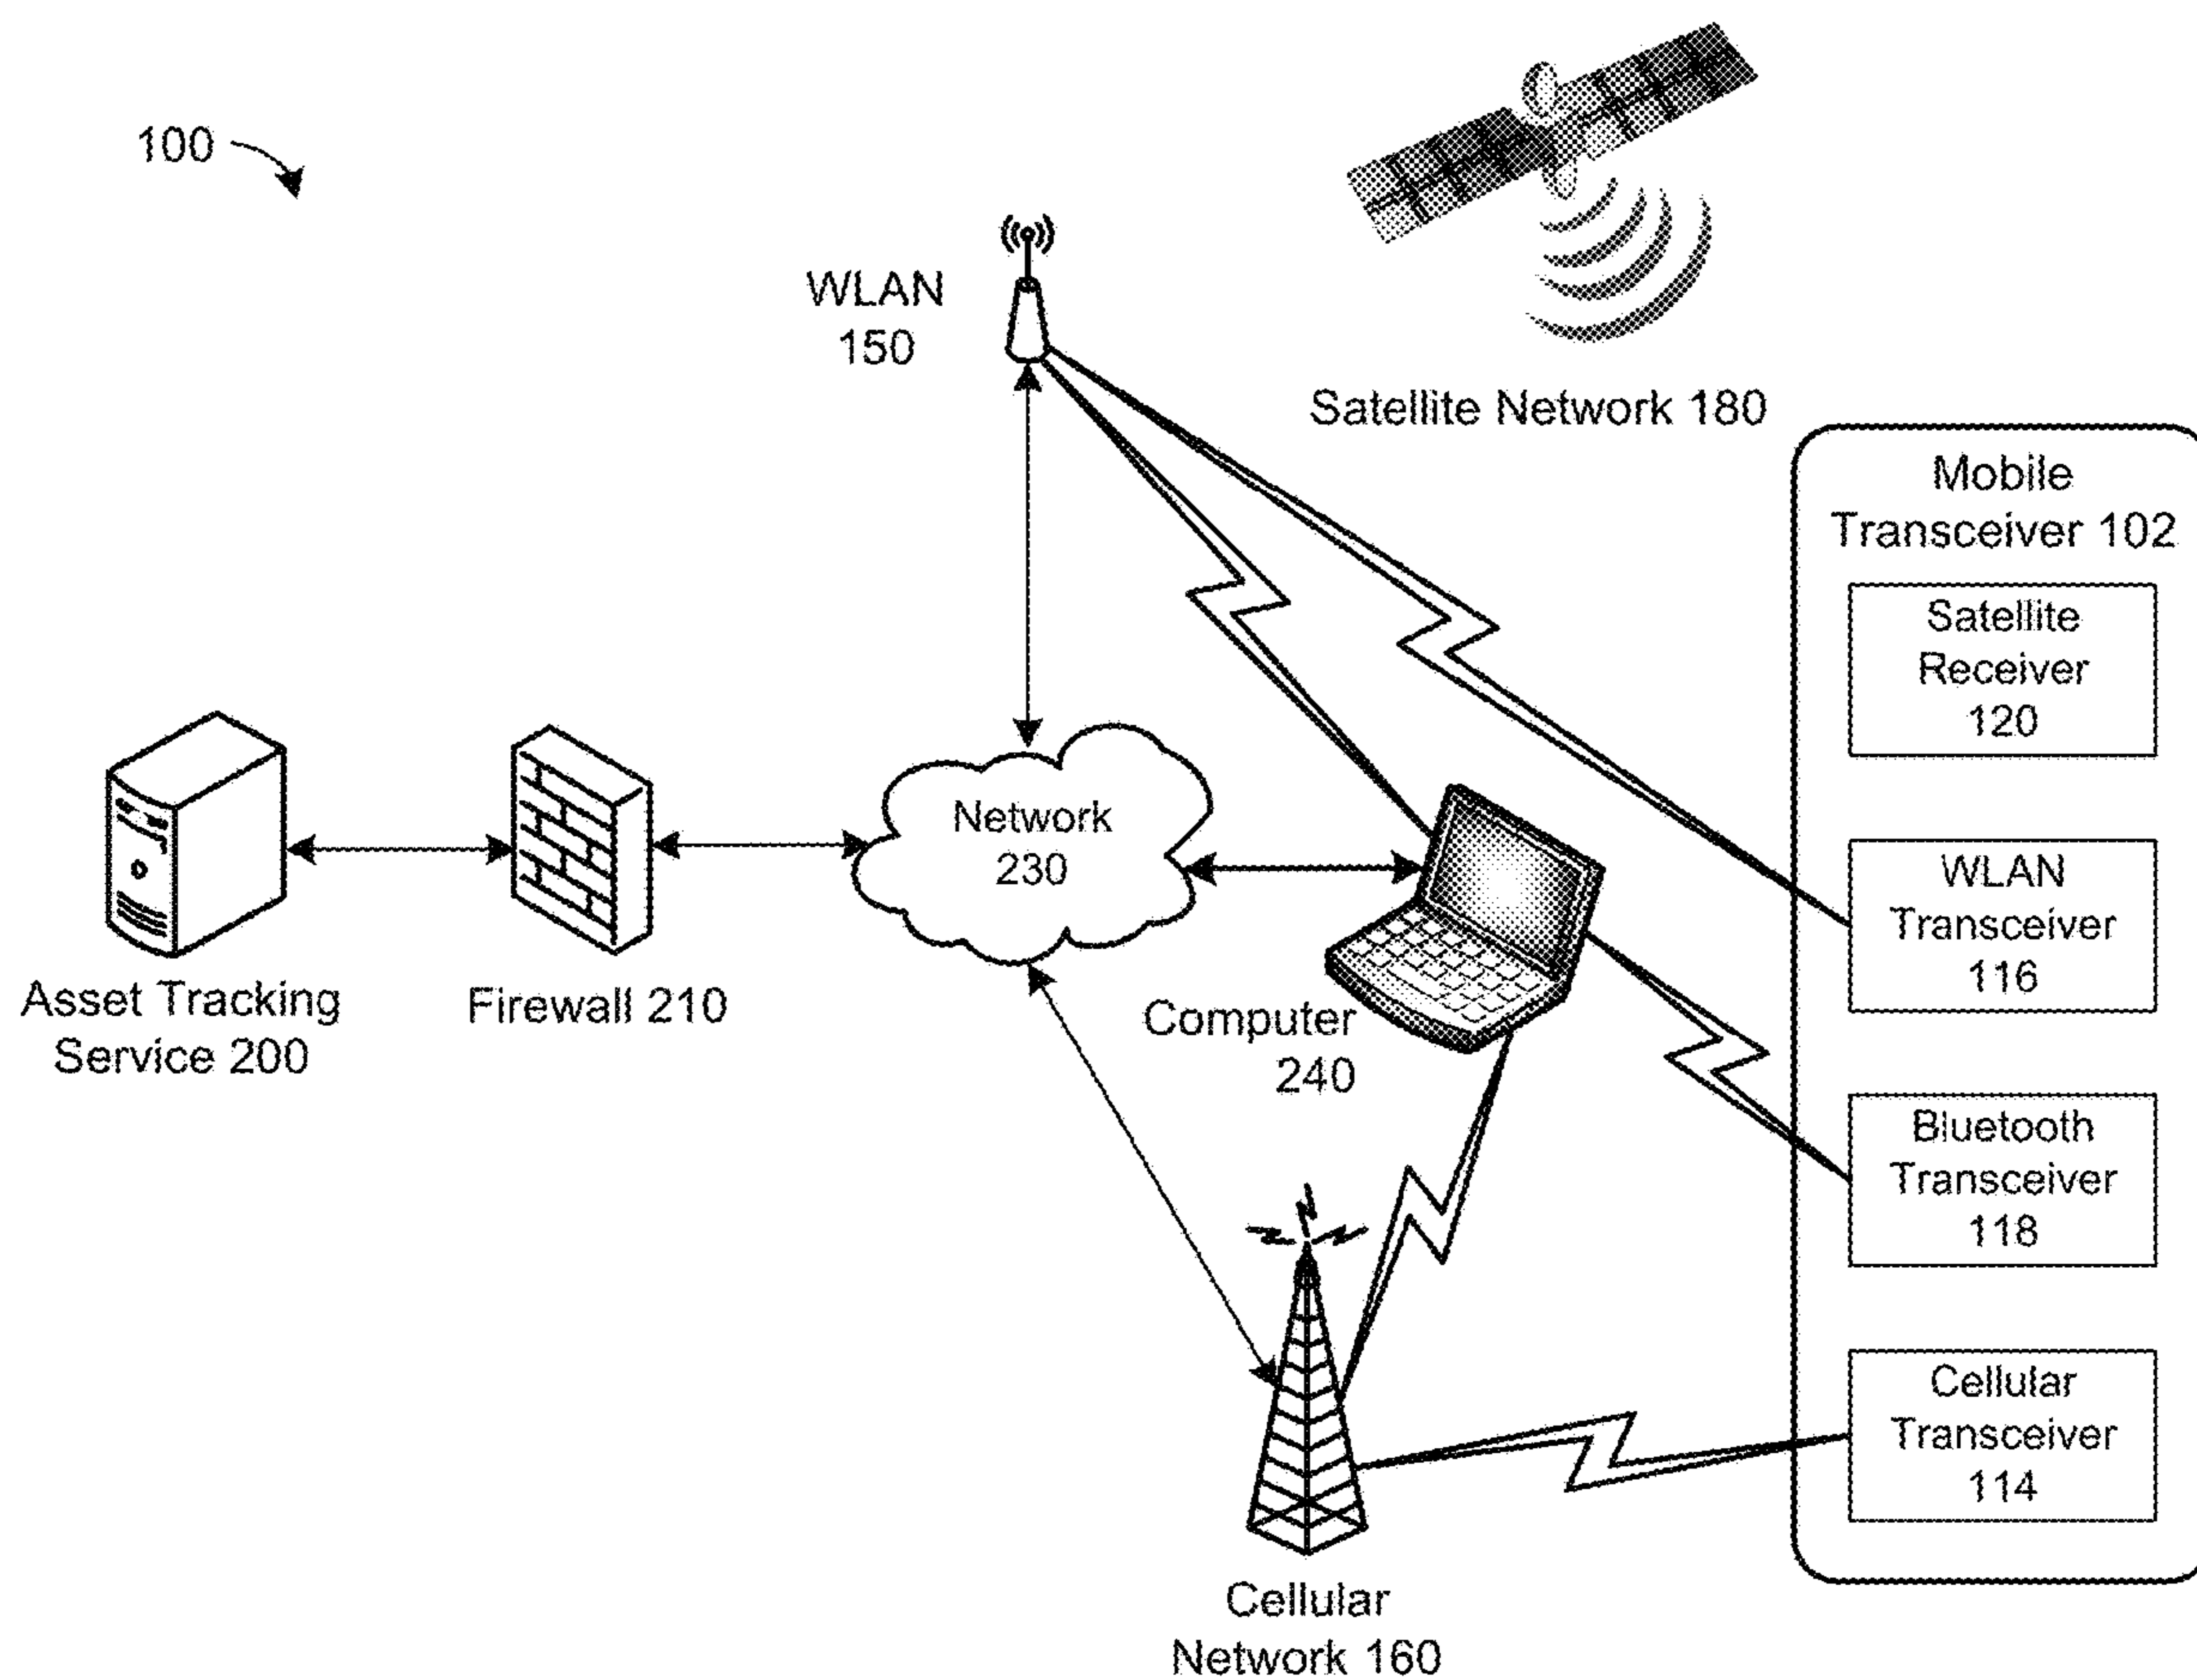 100
WLAN
150
Satellite Network 180
Mobile
Transceiver 102
Satellite
Receiver
120
WLAN
Transceiver
116
Bluetooth
Transceiver
118
Cellular
Transceiver
114
Network
230
Asset Tracking
Service 200
Firewall 210
Computer
240
Cellular
Network 160